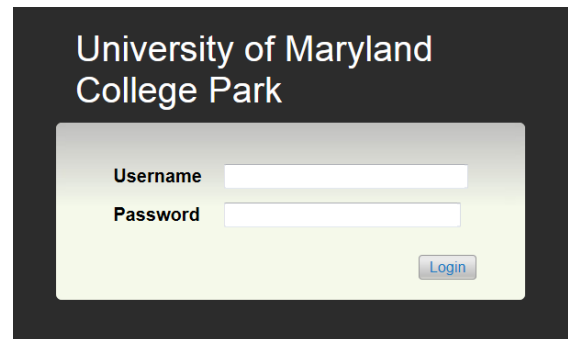 University of Maryland
College Park
Username
Password
Login